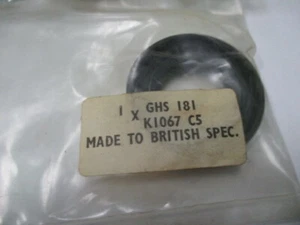 1 X GHS 181
K1067 C5
MADE TO BRITISH SPEC.